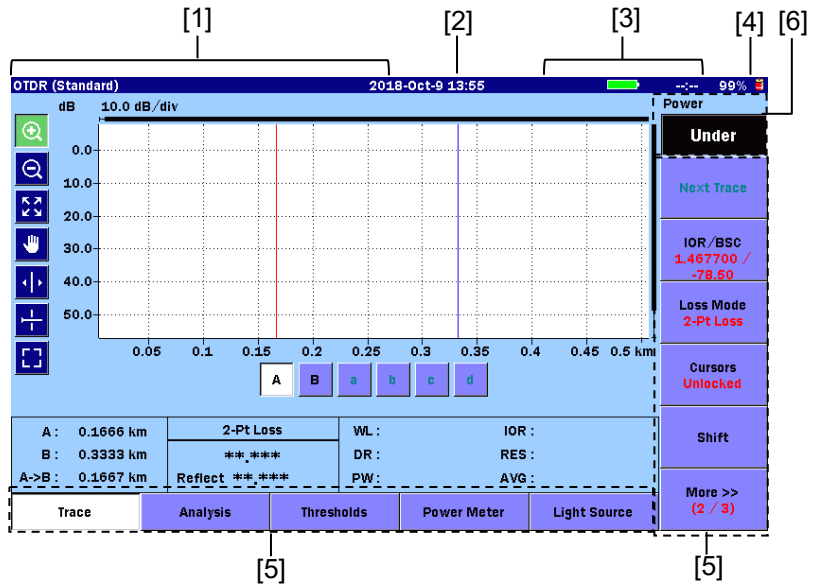 [1] [2] [3] [4] [6]
OTDR (Standard) 2018-Oct-9 13:55 --:-- 99%
dB 10.0 dB/div
0.0
10.0
20.0
30.0
40.0
50.0
0.05 0.1 0.15 0.2 0.25 0.3 0.35 0.4 0.45 0.5 km
A B a b c d
A: 0.1666 km
B: 0.3333 km
A->B: 0.1667 km
2-Pt Loss
**.***
Reflect **.***
WL: IOR:
DR: RES:
PW: AVG:
Trace Analysis Thresholds Power Meter Light Source
Power
Under
Next Trace
IOR/BSC
1.467700 /
-78.50
Loss Mode
2-Pt Loss
Cursors
Unlocked
Shift
More >>
(2 / 3)
[5] [5]